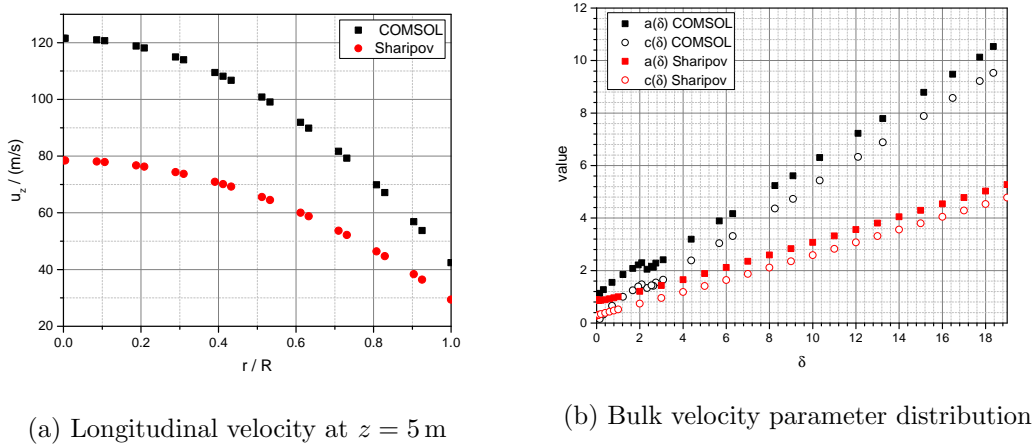 COMSOL
Sharipov
120
100
80
60
40
20
u_z / (m/s)
0.0 0.2 0.4 0.6 0.8 1.0
r / R
(a) Longitudinal velocity at z = 5 m
a(δ) COMSOL
c(δ) COMSOL
a(δ) Sharipov
c(δ) Sharipov
12
10
8
6
4
2
0
value
0 2 4 6 8 10 12 14 16 18
δ
(b) Bulk velocity parameter distribution